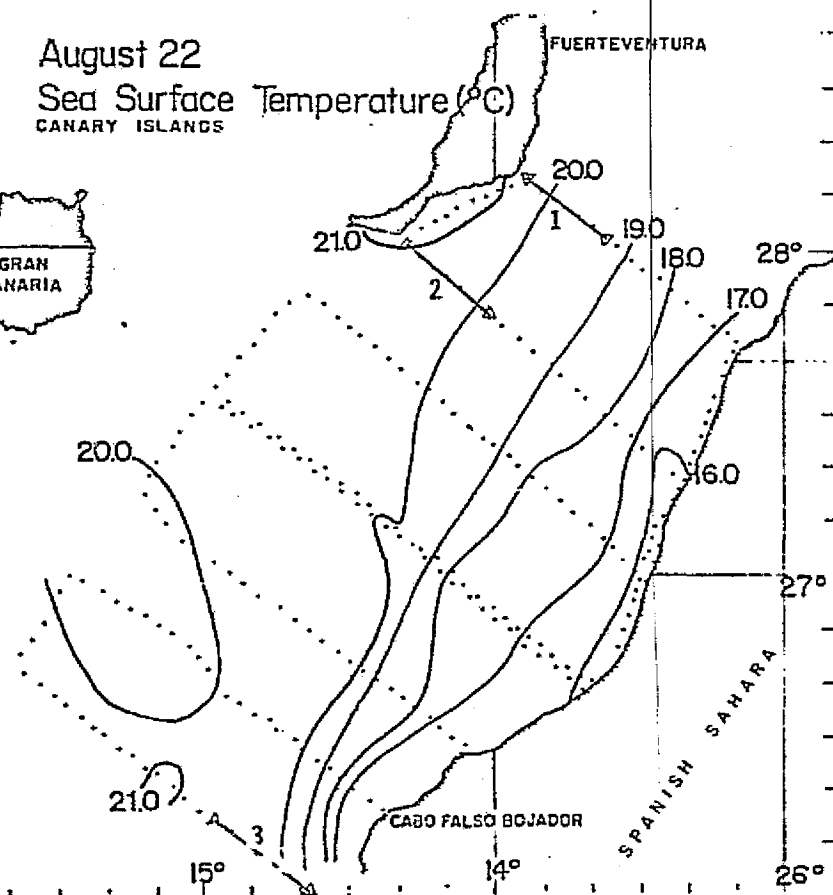 August 22
Sea Surface Temperature (°C)
CANARY ISLANDS
FUERTEVENTURA
20.0
1
21.0
19.0
GRAN
18.0
28°
2
17.0
20.0
16.0
27°
SPANISH SAHARA
21.0
3
CABO FALSO BOJADOR
15°
14°
26°